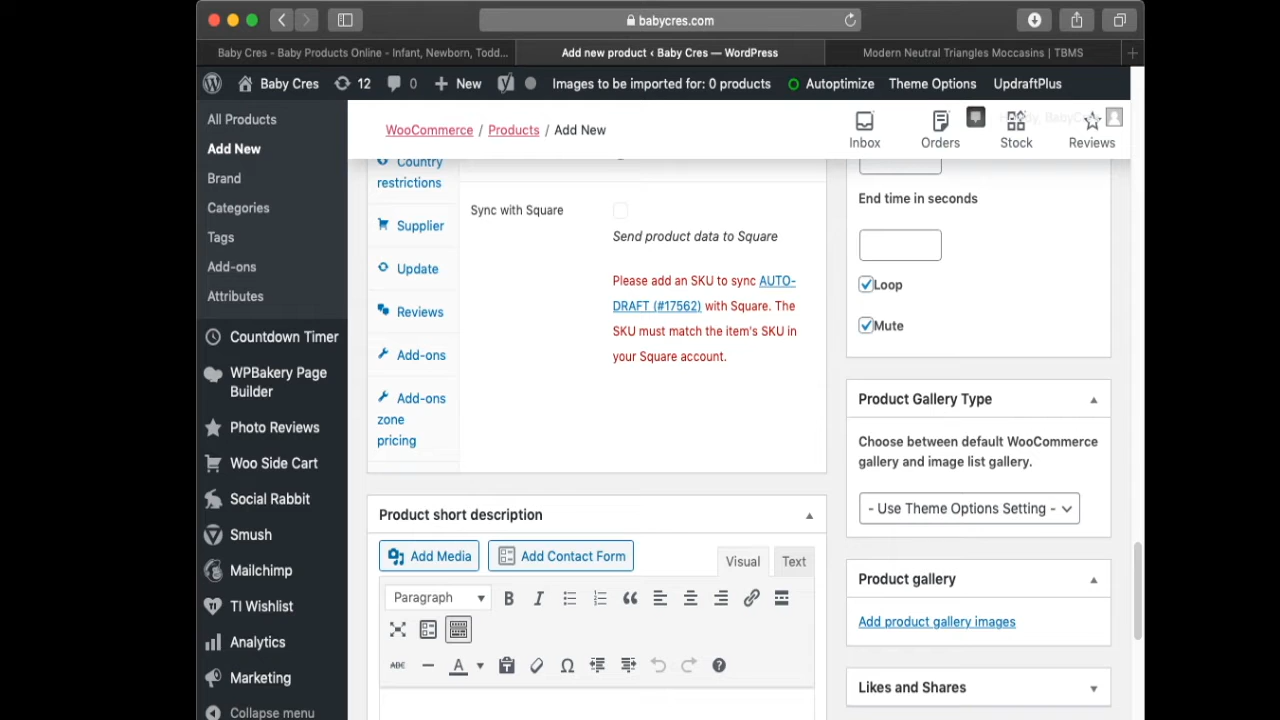 babycres.com
Baby Cres - Baby Products Online - Infant, Newborn, Todd...
Add new product ‹ Baby Cres — WordPress
Modern Neutral Triangles Moccasins | TBMS
Baby Cres
12
0
New
Images to be imported for: 0 products
Autoptimize
Theme Options
UpdraftPlus
All Products
Add New
Brand
Categories
Tags
Add-ons
Attributes
Countdown Timer
WPBakery Page
Builder
Photo Reviews
Woo Side Cart
Social Rabbit
Smush
Mailchimp
TI Wishlist
Analytics
Marketing
Collapse menu
WooCommerce / Products / Add New
Inbox
Orders
Stock
Reviews
Country
restrictions
Supplier
Update
Reviews
Add-ons
Add-ons
zone
pricing
Sync with Square
Send product data to Square
Please add an SKU to sync AUTO-
DRAFT (#17562) with Square. The
SKU must match the item's SKU in
your Square account.
Product short description
Add Media
Add Contact Form
Visual
Text
Paragraph
B
I
ABC
A
End time in seconds
Loop
Mute
Product Gallery Type
Choose between default WooCommerce
gallery and image list gallery.
- Use Theme Options Setting -
Product gallery
Add product gallery images
Likes and Shares